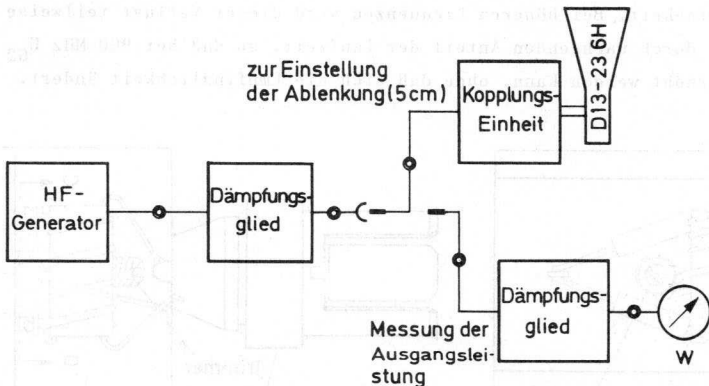 zur Einstellung
der Ablenkung (5cm)
Kopplungs-
Einheit
D13-23 6H
HF-
Generator
Dämpfungs-
glied
Dämpfungs-
glied
Messung der
Ausgangslei-
stung
W